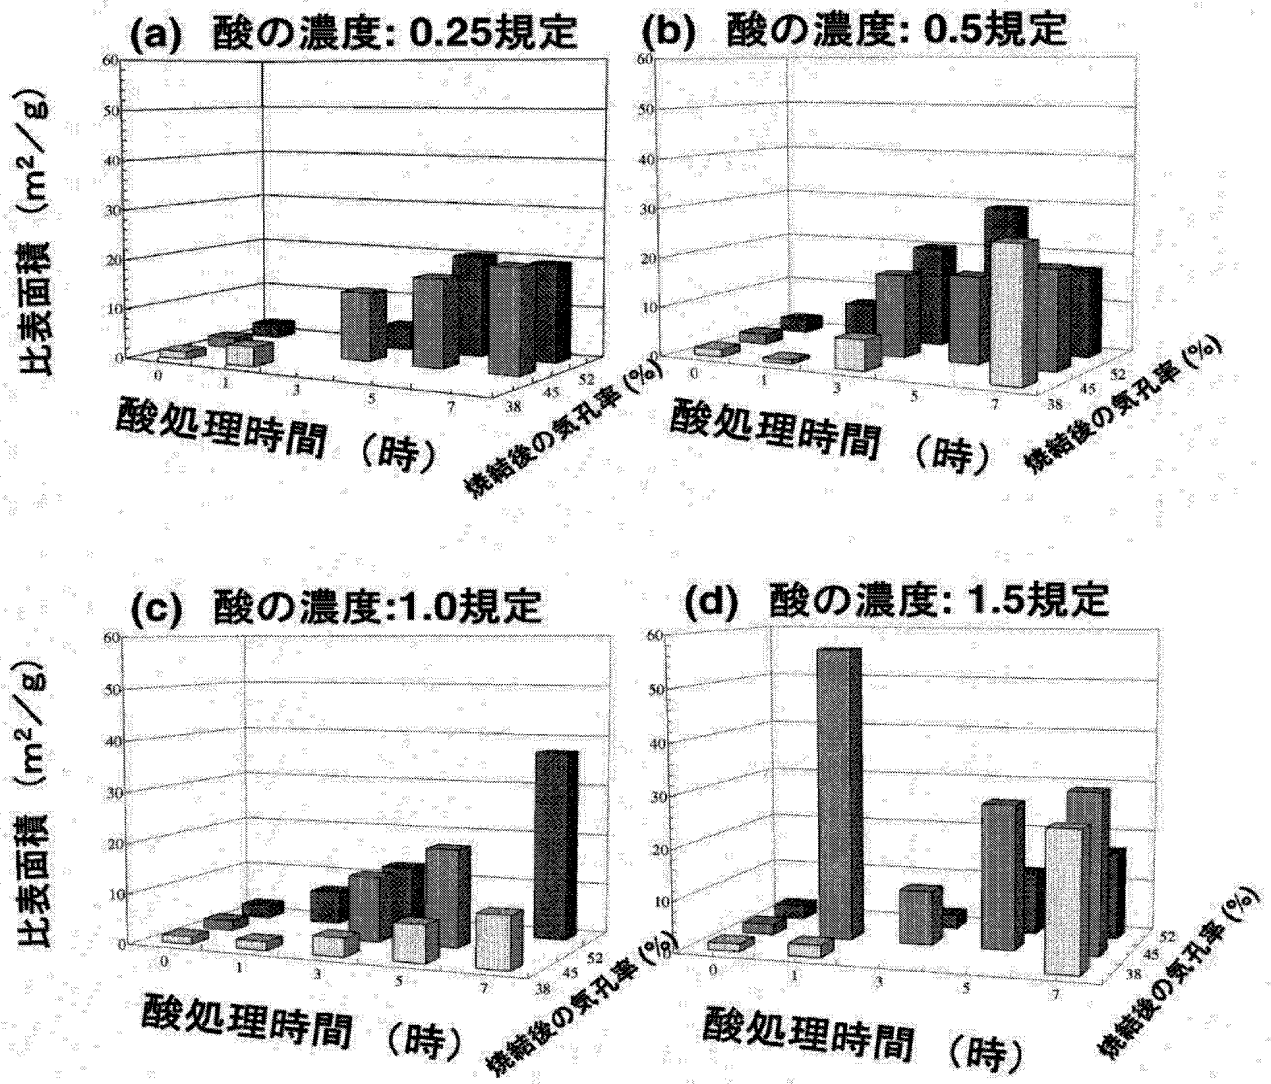 (a) 酸の濃度: 0.25規定
60
50
40
30
20
10
0
比表面積 (m²／g)
0 1 3 5 7
38 45 52
酸処理時間 （時）
焼結後の気孔率 (%)
(b) 酸の濃度: 0.5規定
60
50
40
30
20
10
0
0 1 3 5 7
38 45 52
酸処理時間 （時）
焼結後の気孔率 (%)
(c) 酸の濃度:1.0規定
60
50
40
30
20
10
0
比表面積 (m²／g)
0 1 3 5 7
38 45 52
酸処理時間 （時）
焼結後の気孔率 (%)
(d) 酸の濃度: 1.5規定
60
50
40
30
20
10
0
0 1 3 5 7
38 45 52
酸処理時間 （時）
焼結後の気孔率 (%)